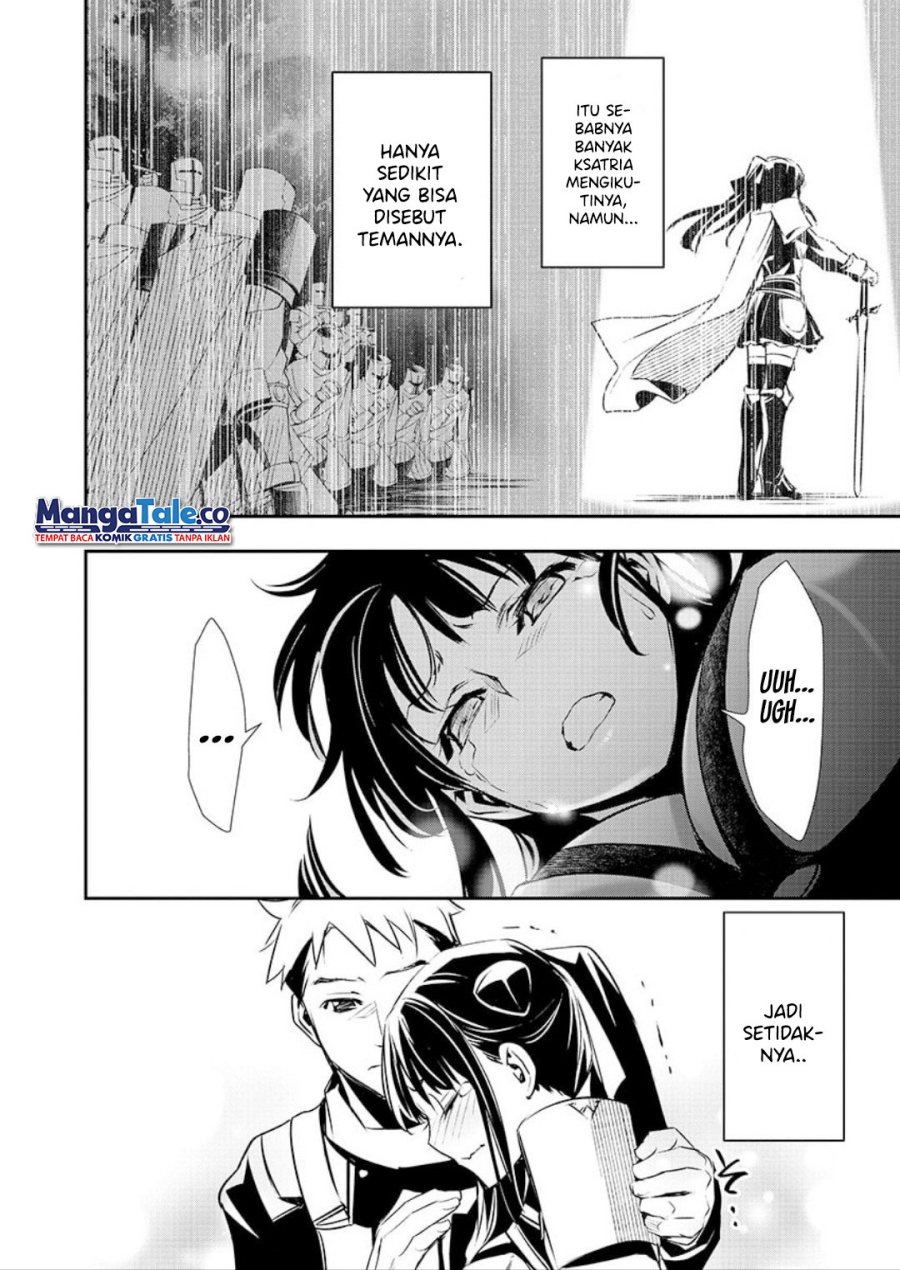 ITU SE-
BABNYA
BANYAK
KSATRIA
MENGIKU-
TINYA,
NAMUN...
HANYA
SEDIKIT
YANG BISA
DISEBUT
TEMANNYA.
MangaTale.co
TEMPAT BACA KOMIK GRATIS TANPA IKLAN
UUH...
UGH...
...
JADI
SETIDAK-
NYA..